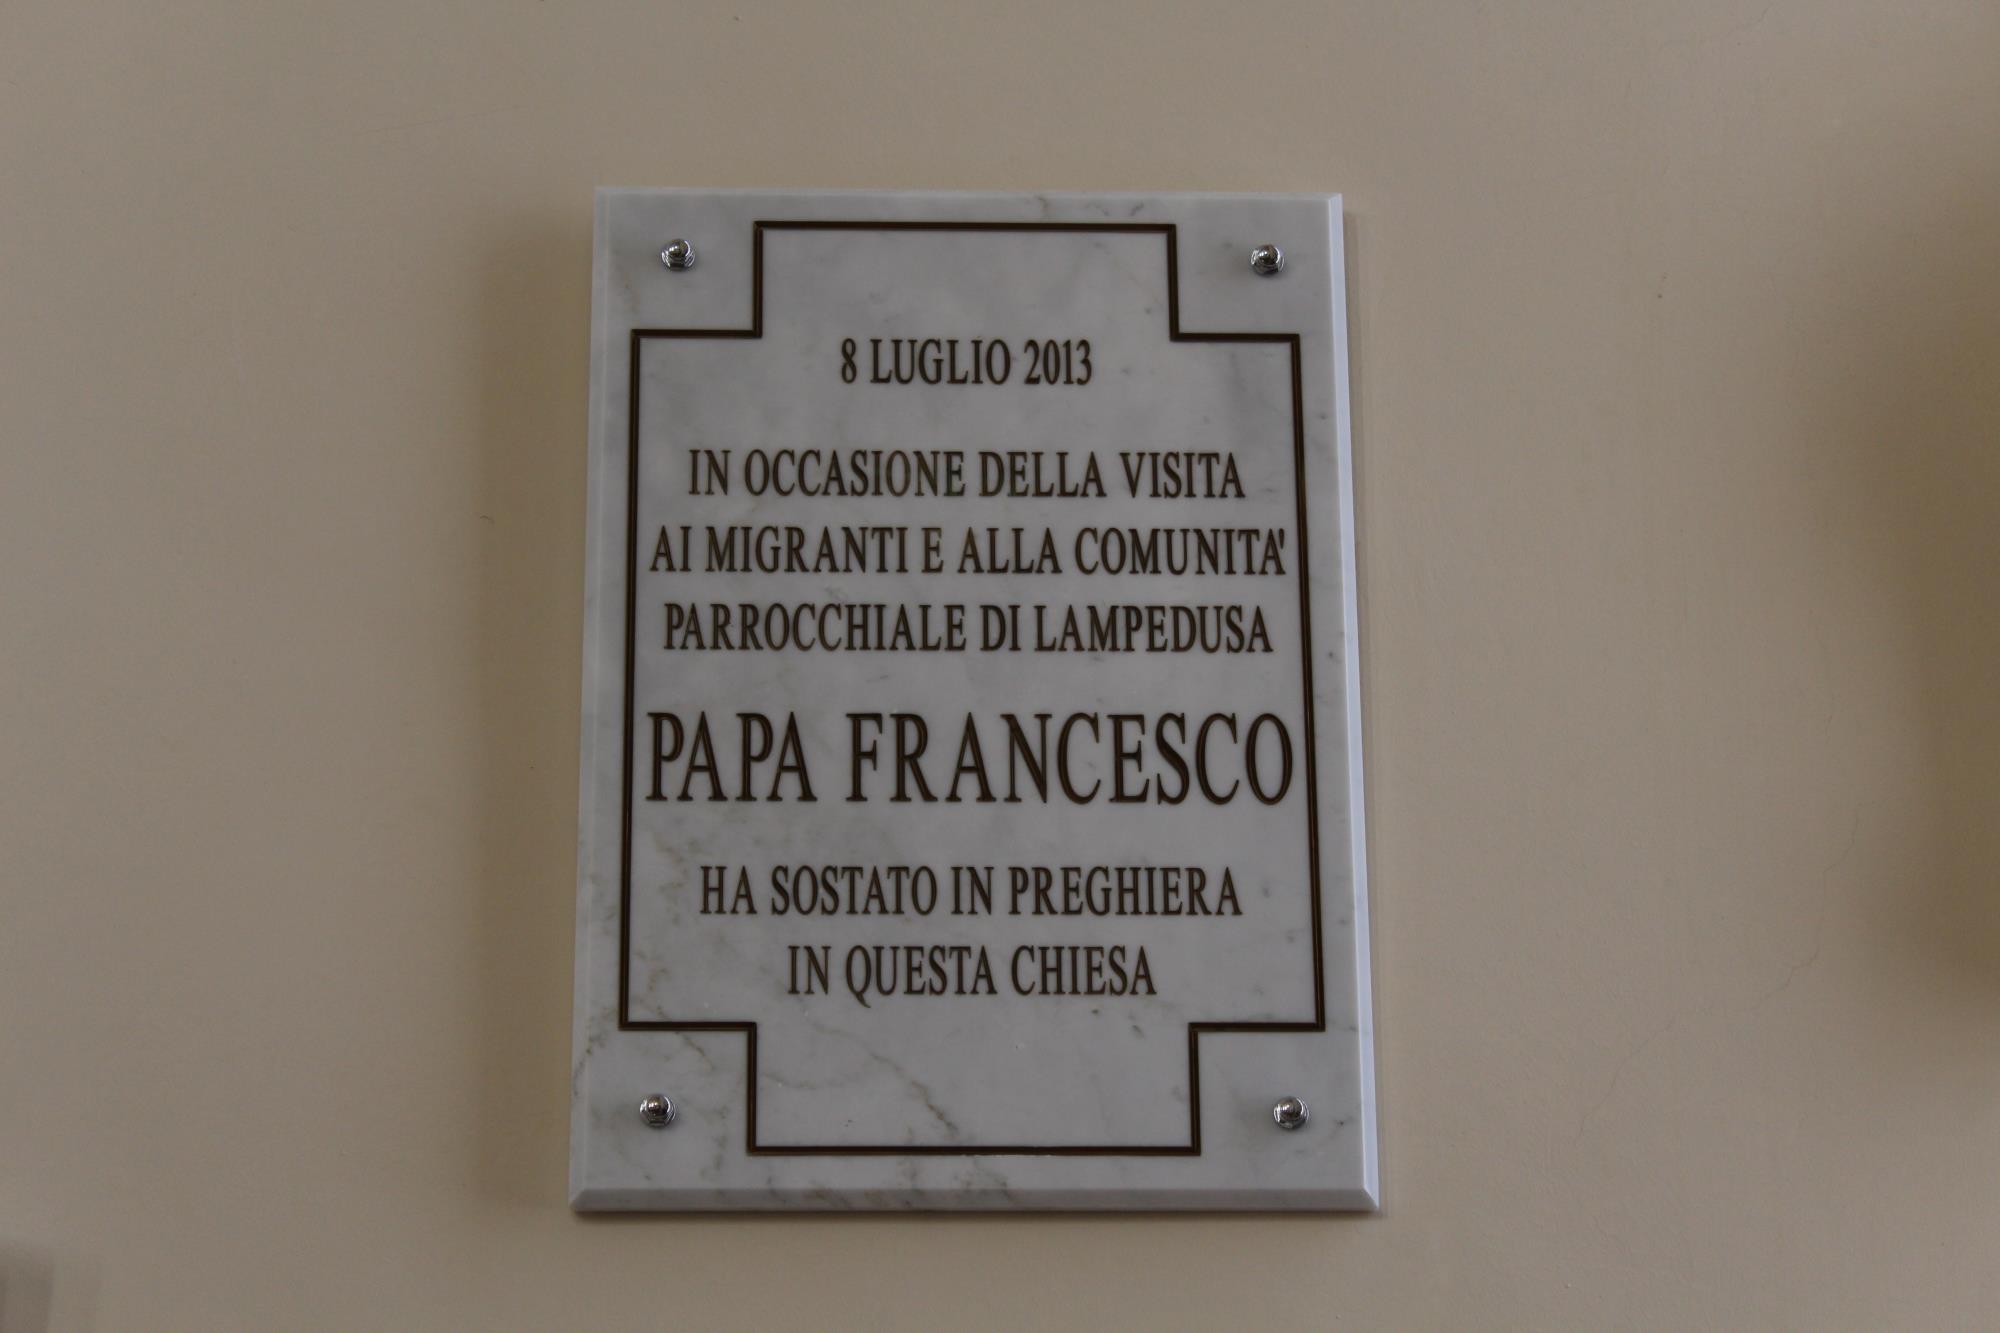 8 LUGLIO 2013
IN OCCASIONE DELLA VISITA
AI MIGRANTI E ALLA COMUNITA'
PARROCCHIALE DI LAMPEDUSA
PAPA FRANCESCO
HA SOSTATO IN PREGHIERA
IN QUESTA CHIESA